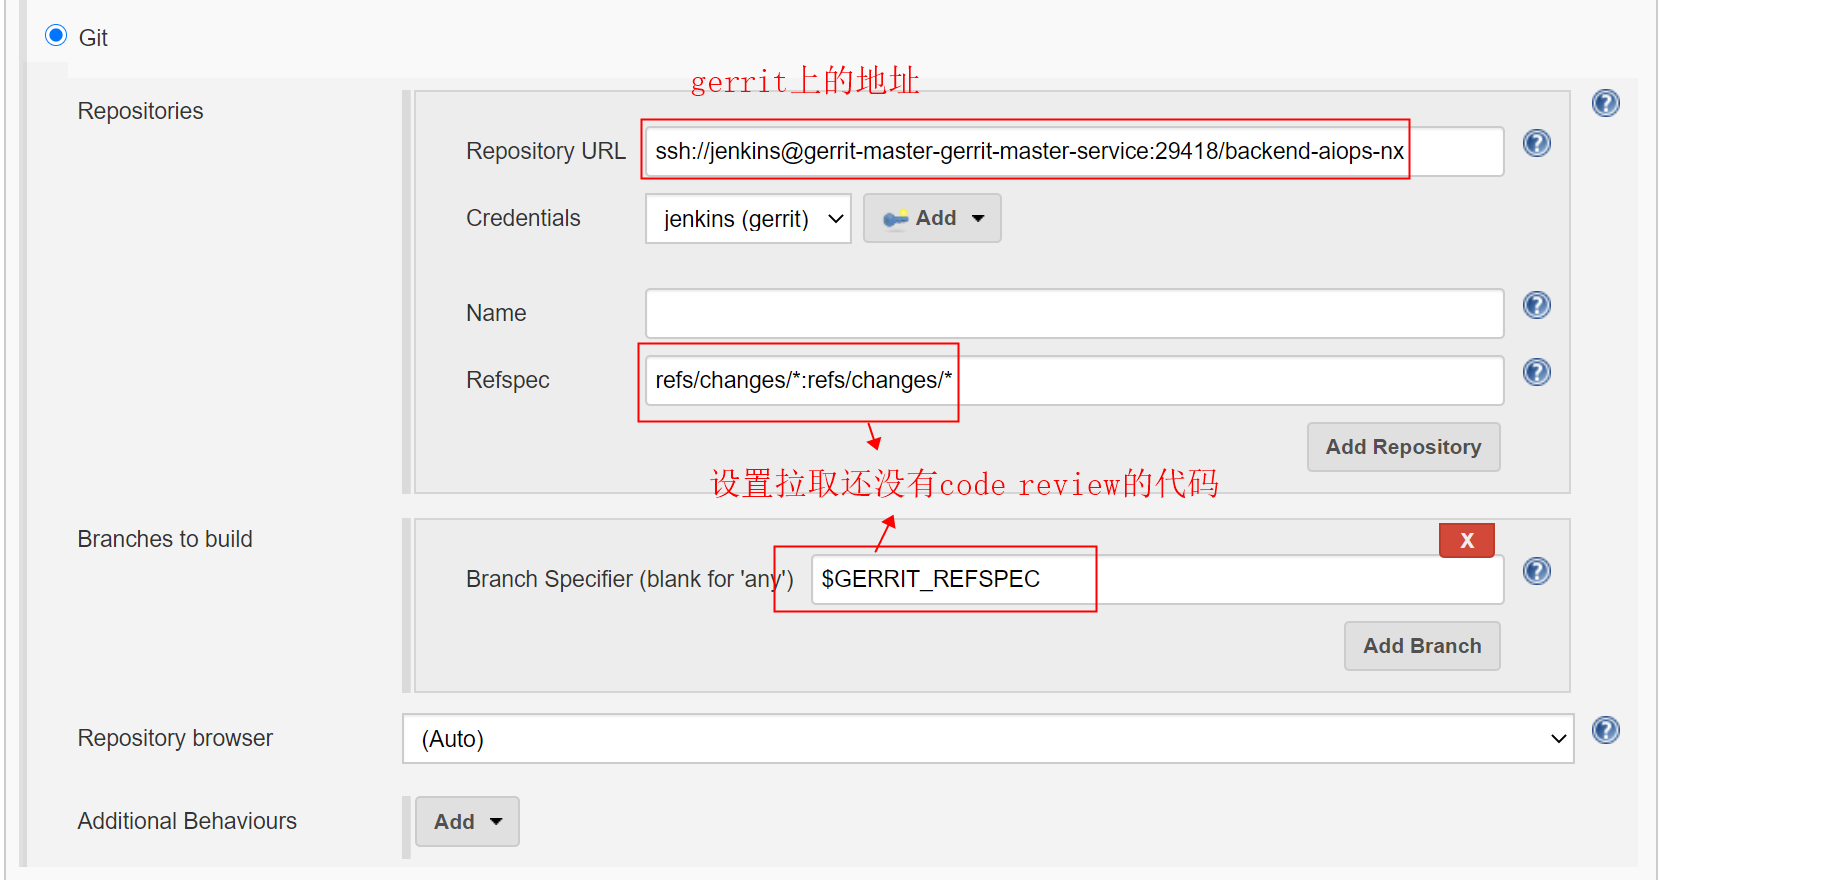 Git
gerrit上的地址
Repositories
Repository URL ssh://jenkins@gerrit-master-gerrit-master-service:29418/backend-aiops-nx
Credentials jenkins (gerrit) Add
Name
Refspec refs/changes/*:refs/changes/*
Add Repository
设置拉取还没有code review的代码
Branches to build
X
Branch Specifier (blank for 'any') $GERRIT_REFSPEC
Add Branch
Repository browser (Auto)
Additional Behaviours Add